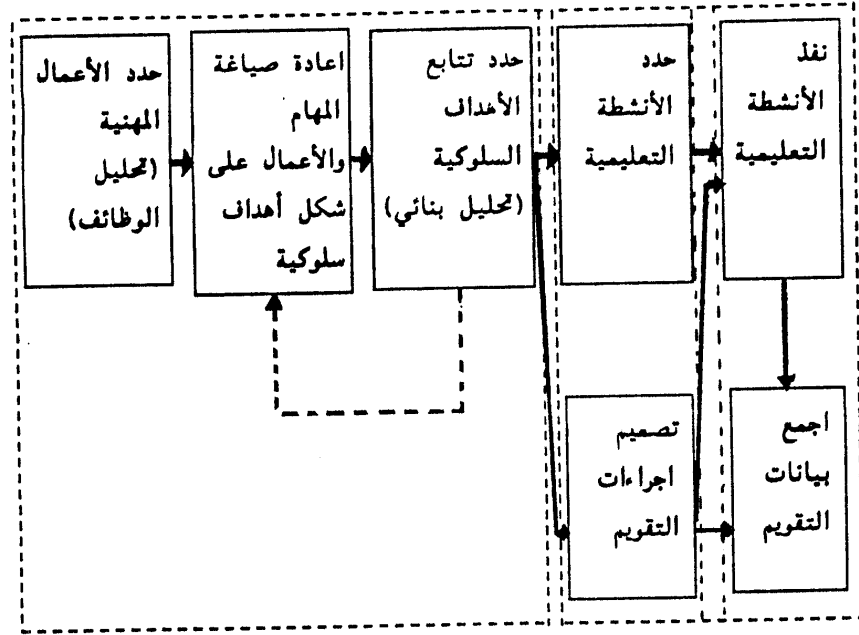 حدد الأعمال
المهنية
(تحليل
الوظائف)
اعادة صياغة
المهام
والأعمال على
شكل أهداف
سلوكية
حدد تتابع
الأهداف
السلوكية
(تحليل بنائي)
حدد
الأنشطة
التعليمية
نفذ
الأنشطة
التعليمية
تصميم
اجراءات
التقويم
اجمع
بيانات
التقويم